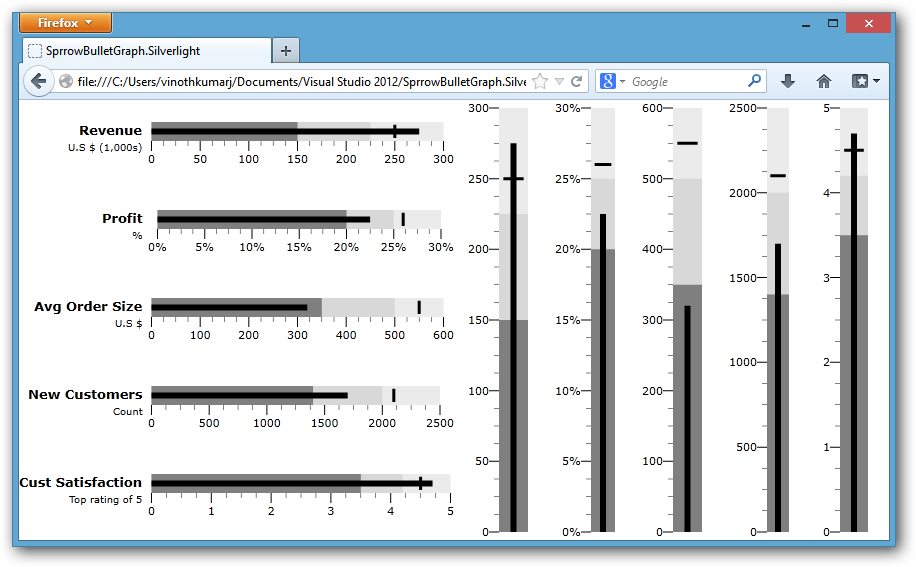 Firefox
SprrowBulletGraph.Silverlight
file:///C:/Users/vinothkumarj/Documents/Visual Studio 2012/SprrowBulletGraph.Silve
Google
Revenue
U.S $ (1,000s)
0 50 100 150 200 250 300
Profit
%
0% 5% 10% 15% 20% 25% 30%
Avg Order Size
U.S $
0 100 200 300 400 500 600
New Customers
Count
0 500 1000 1500 2000 2500
Cust Satisfaction
Top rating of 5
0 1 2 3 4 5
300
250
200
150
100
50
0
30%
25%
20%
15%
10%
5%
0%
600
500
400
300
200
100
0
2500
2000
1500
1000
500
0
5
4
3
2
1
0